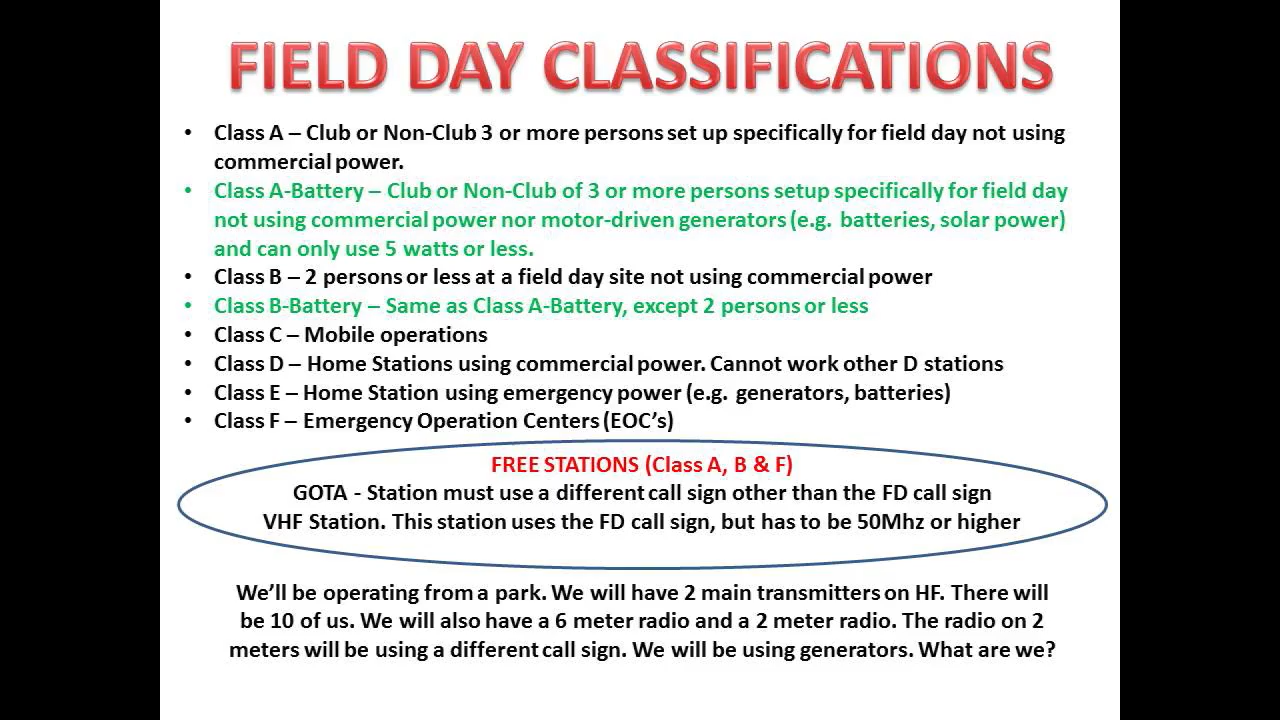 FIELD DAY CLASSIFICATIONS
• Class A – Club or Non-Club 3 or more persons set up specifically for field day not using
commercial power.
• Class A-Battery – Club or Non-Club of 3 or more persons setup specifically for field day
not using commercial power nor motor-driven generators (e.g. batteries, solar power)
and can only use 5 watts or less.
• Class B – 2 persons or less at a field day site not using commercial power
• Class B-Battery – Same as Class A-Battery, except 2 persons or less
• Class C – Mobile operations
• Class D – Home Stations using commercial power. Cannot work other D stations
• Class E – Home Station using emergency power (e.g. generators, batteries)
• Class F – Emergency Operation Centers (EOC’s)
FREE STATIONS (Class A, B & F)
GOTA - Station must use a different call sign other than the FD call sign
VHF Station. This station uses the FD call sign, but has to be 50Mhz or higher
We’ll be operating from a park. We will have 2 main transmitters on HF. There will
be 10 of us. We will also have a 6 meter radio and a 2 meter radio. The radio on 2
meters will be using a different call sign. We will be using generators. What are we?